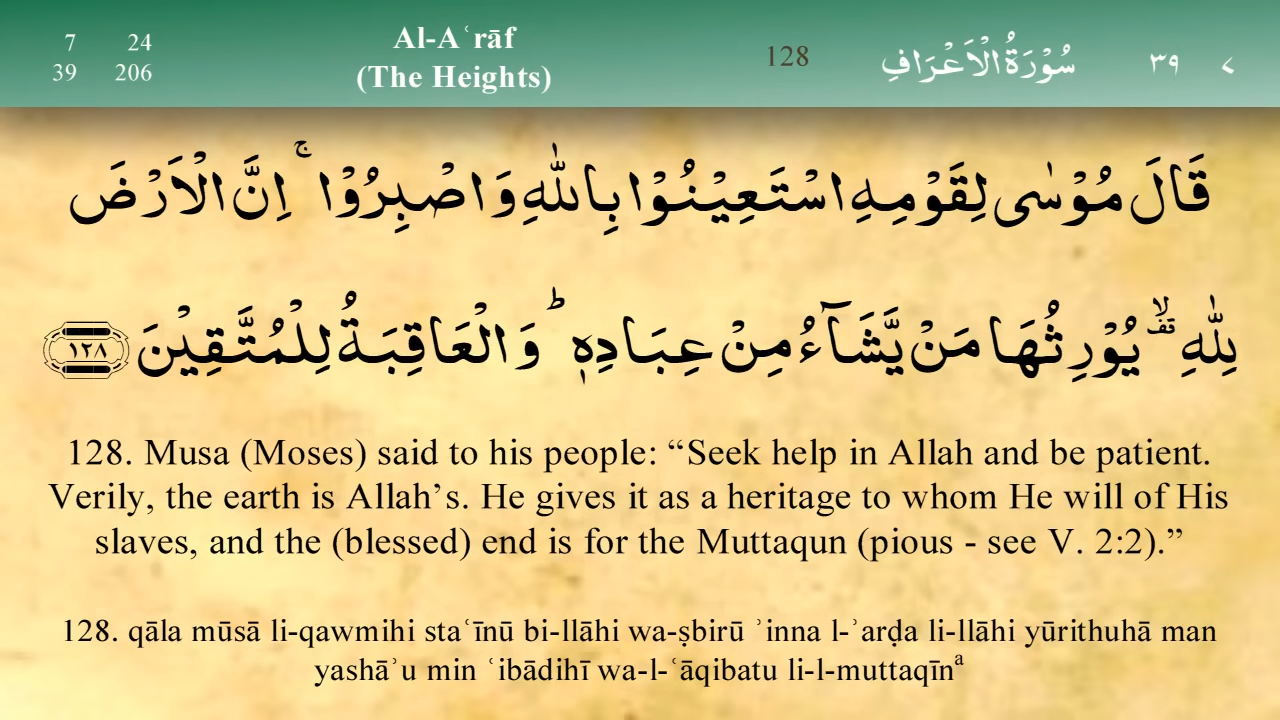 7 24
39 206
Al-Aʿrāf
(The Heights)
128
سُوْرَةُ الْاَعْرَافِ
٣٩ ٧
قَالَ مُوْسٰى لِقَوْمِهِ اسْتَعِيْنُوْا بِاللّٰهِ وَاصْبِرُوْا ۚ اِنَّ الْاَرْضَ
لِلّٰهِ ۙ۫ يُوْرِثُهَا مَنْ يَّشَآءُ مِنْ عِبَادِهٖ ؕ وَالْعَاقِبَةُ لِلْمُتَّقِيْنَ ١٢٨
128. Musa (Moses) said to his people: “Seek help in Allah and be patient.
Verily, the earth is Allah’s. He gives it as a heritage to whom He will of His
slaves, and the (blessed) end is for the Muttaqun (pious - see V. 2:2).”
128. qāla mūsā li-qawmihi staʿīnū bi-llāhi wa-ṣbirū ʾinna l-ʾarḍa li-llāhi yūrithuhā man
yashāʾu min ʿibādihī wa-l-ʿāqibatu li-l-muttaqīnᵃ